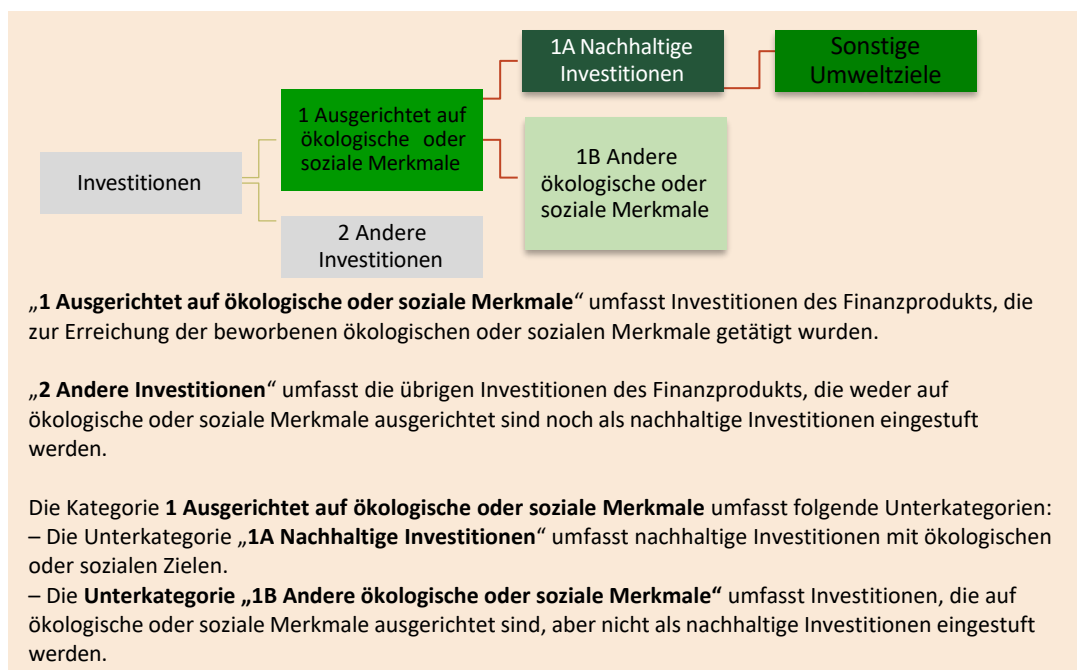 1A Nachhaltige
Investitionen
Sonstige
Umweltziele
1 Ausgerichtet auf
ökologische oder
soziale Merkmale
1B Andere
ökologische oder
soziale Merkmale
Investitionen
2 Andere
Investitionen
„1 Ausgerichtet auf ökologische oder soziale Merkmale“ umfasst Investitionen des Finanzprodukts, die
zur Erreichung der beworbenen ökologischen oder sozialen Merkmale getätigt wurden.
„2 Andere Investitionen“ umfasst die übrigen Investitionen des Finanzprodukts, die weder auf
ökologische oder soziale Merkmale ausgerichtet sind noch als nachhaltige Investitionen eingestuft
werden.
Die Kategorie 1 Ausgerichtet auf ökologische oder soziale Merkmale umfasst folgende Unterkategorien:
– Die Unterkategorie „1A Nachhaltige Investitionen“ umfasst nachhaltige Investitionen mit ökologischen
oder sozialen Zielen.
– Die Unterkategorie „1B Andere ökologische oder soziale Merkmale“ umfasst Investitionen, die auf
ökologische oder soziale Merkmale ausgerichtet sind, aber nicht als nachhaltige Investitionen eingestuft
werden.